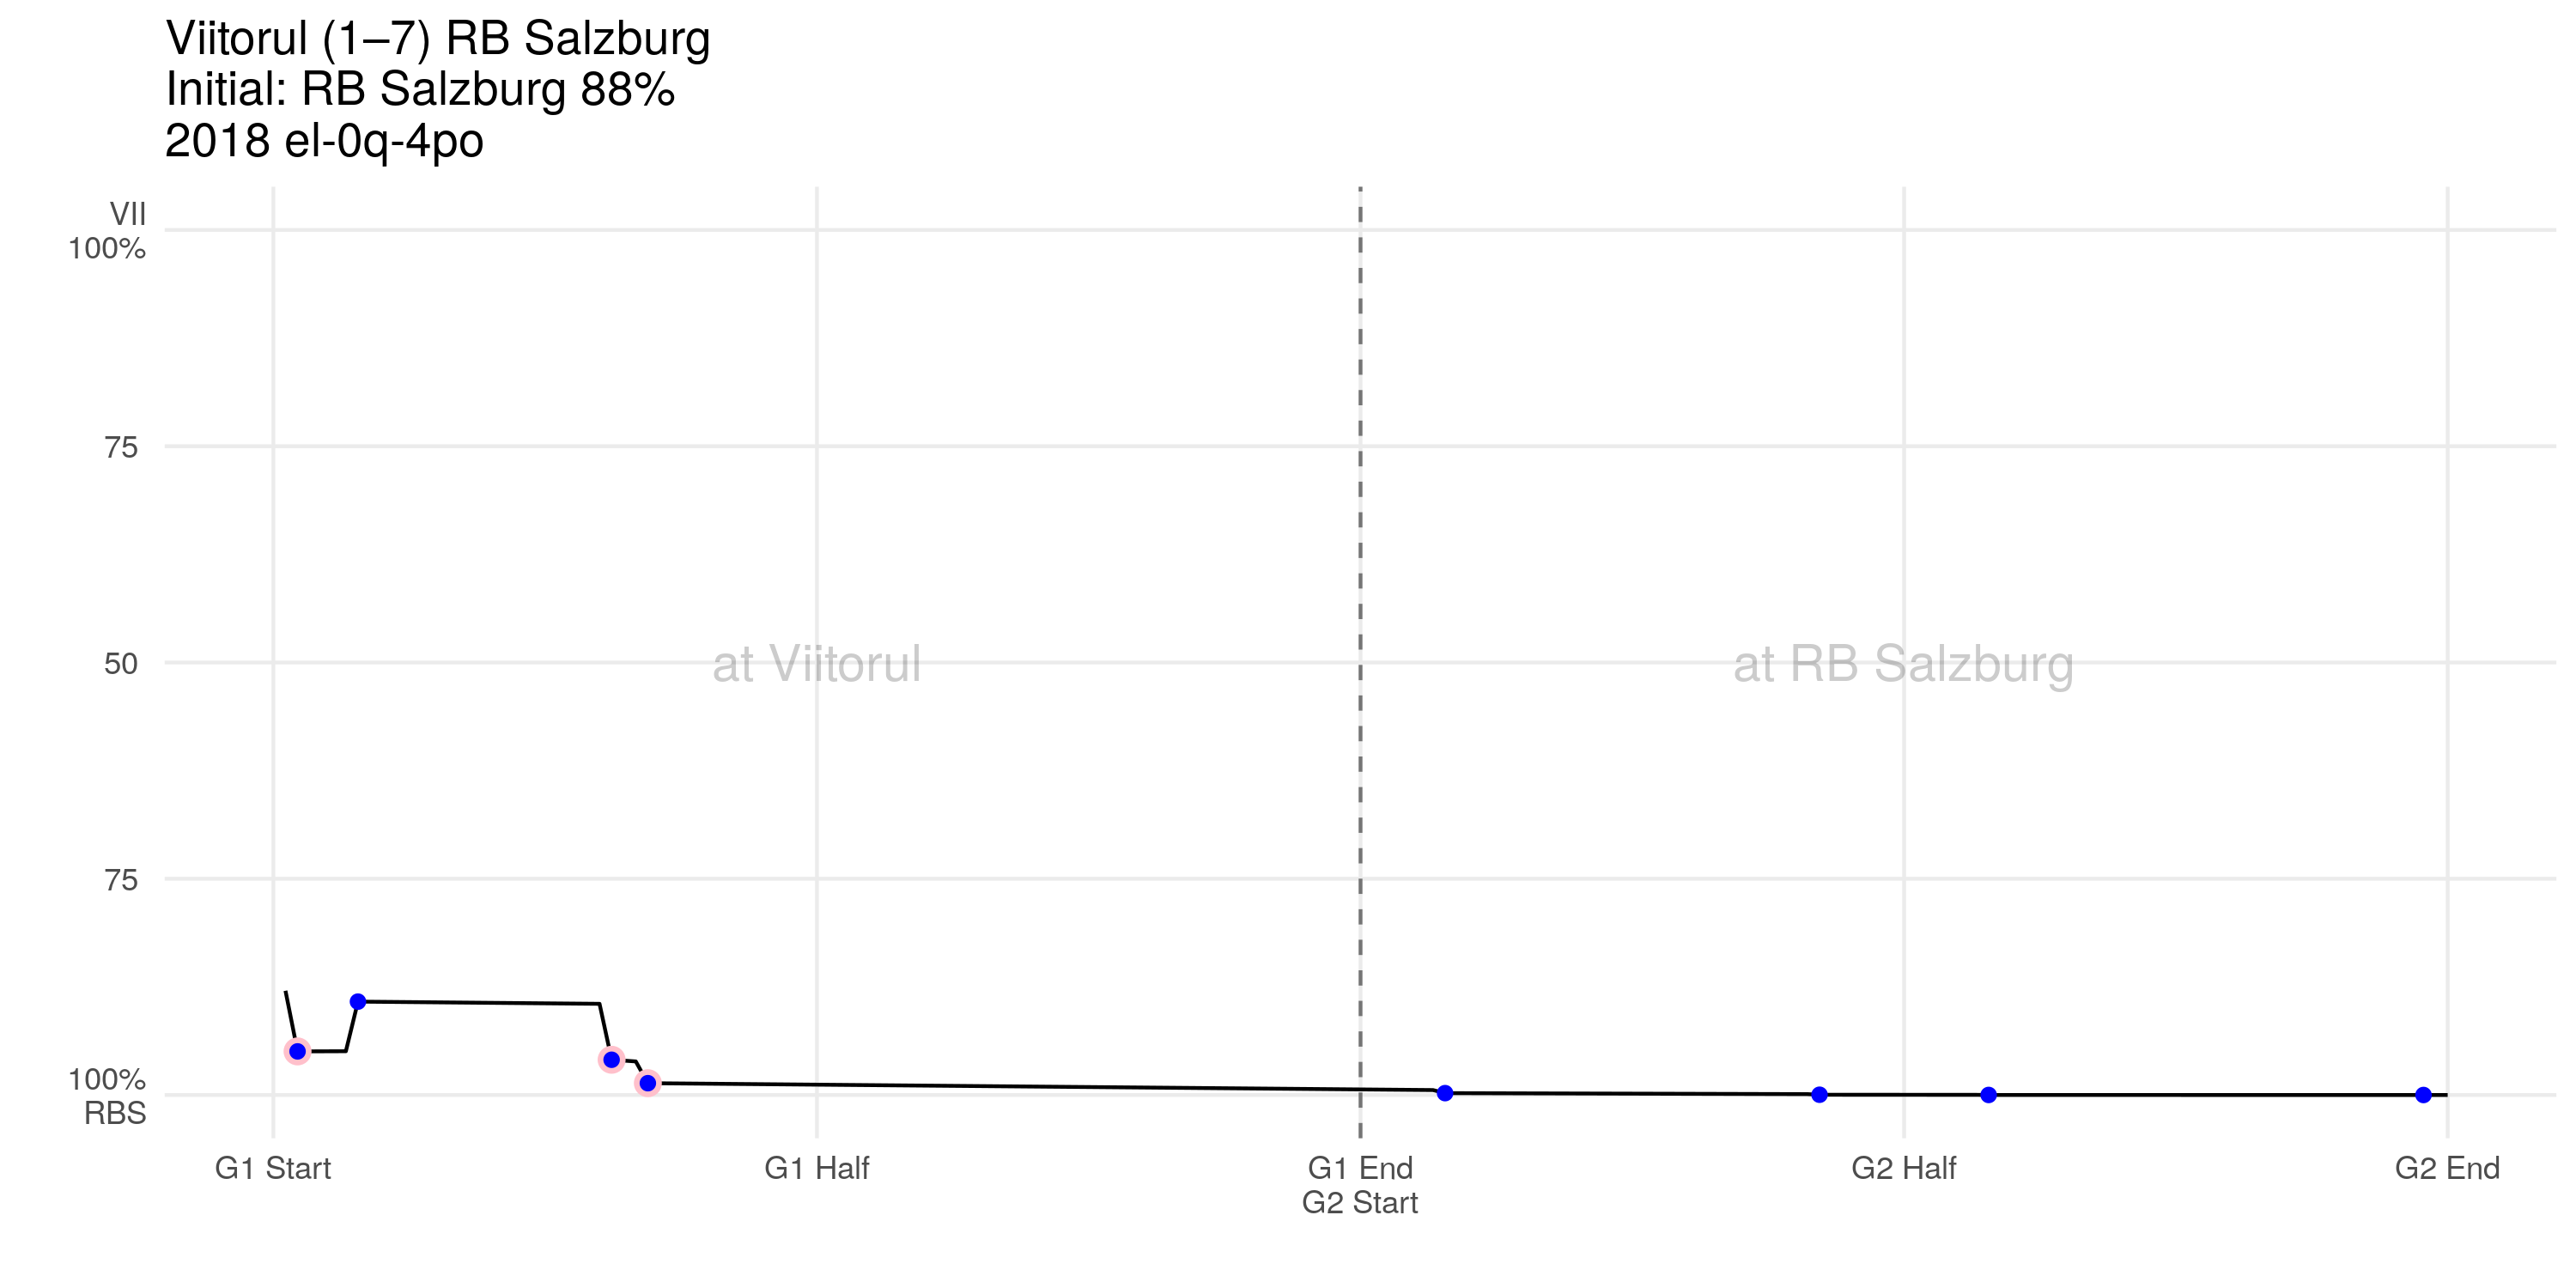 Viitorul (1–7) RB Salzburg
Initial: RB Salzburg 88%
2018 el-0q-4po
VII
100%
75
50
at Viitorul
at RB Salzburg
75
100%
RBS
G1 Start
G1 Half
G1 End
G2 Start
G2 Half
G2 End